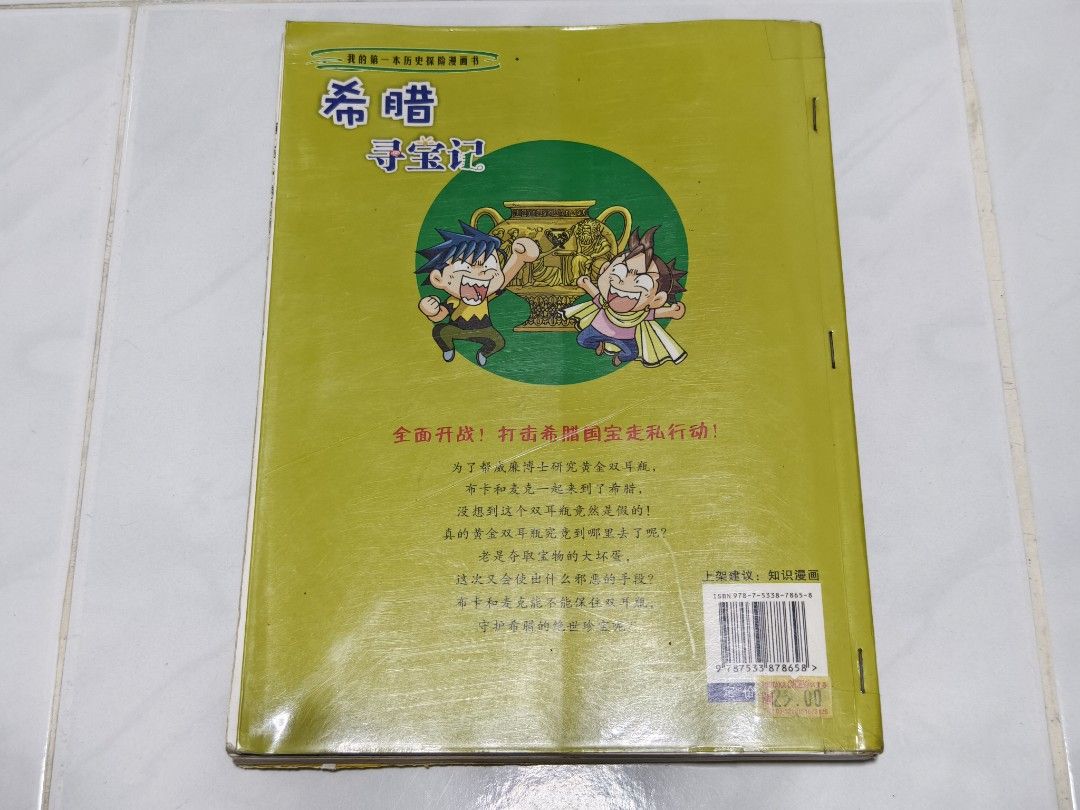 我的第一本历史探险漫画书
希腊
寻宝记
全面开战！打击希腊国宝走私行动！
为了帮威廉博士研究黄金双耳瓶，
布卡和麦克一起来到了希腊，
没想到这个双耳瓶竟然是假的！
真的黄金双耳瓶究竟到哪里去了呢？
老是夺取宝物的大坏蛋，
这次又会使出什么邪恶的手段？
布卡和麦克能不能保住双耳瓶，
守护希腊的绝世珍宝呢？
上架建议：知识漫画
ISBN 978-7-5338-7865-8
9 787533 878658 >
25.00